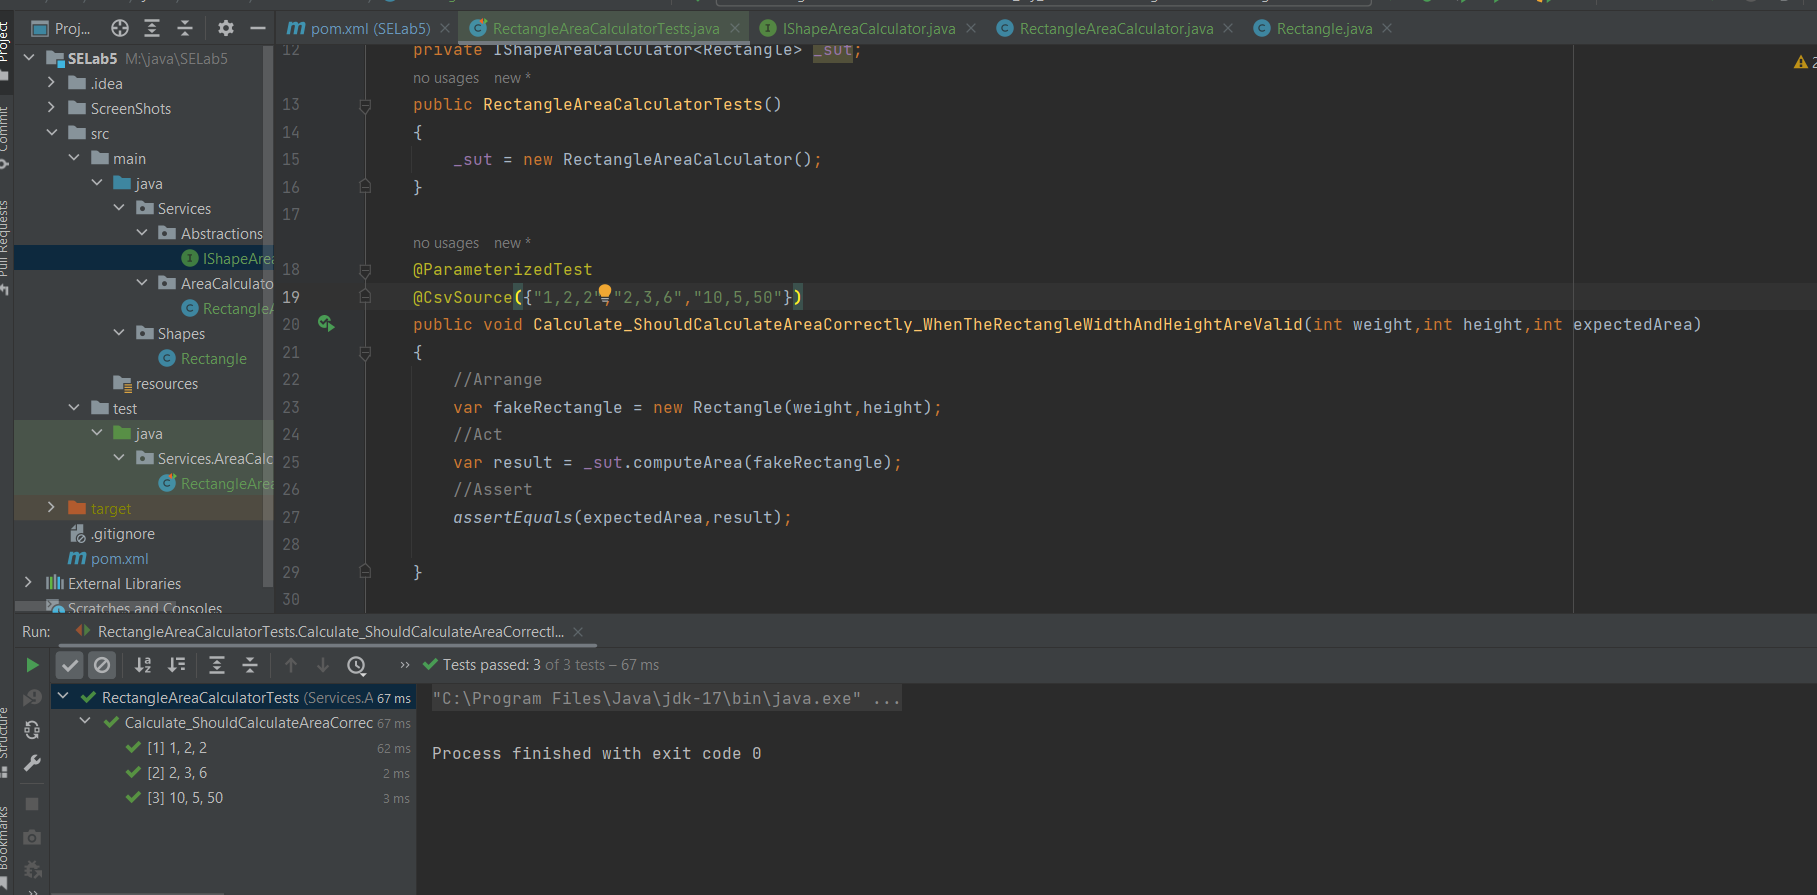 Proj...
pom.xml (SELab5)
RectangleAreaCalculatorTests.java
IShapeAreaCalculator.java
RectangleAreaCalculator.java
Rectangle.java
Project
Commit
Pull Requests
Structure
Bookmarks
SELab5 M:\java\SELab5
.idea
ScreenShots
src
main
java
Services
Abstractions
IShapeArea
AreaCalculato
RectangleA
Shapes
Rectangle
resources
test
java
Services.AreaCalc
RectangleArea
target
.gitignore
pom.xml
External Libraries
Scratches and Consoles
12 private IShapeAreaCalculator<Rectangle> _sut;
no usages new *
13 public RectangleAreaCalculatorTests()
14 {
15 _sut = new RectangleAreaCalculator();
16 }
17
no usages new *
18 @ParameterizedTest
19 @CsvSource({"1,2,2","2,3,6","10,5,50"})
20 public void Calculate_ShouldCalculateAreaCorrectly_WhenTheRectangleWidthAndHeightAreValid(int weight,int height,int expectedArea)
21 {
22 //Arrange
23 var fakeRectangle = new Rectangle(weight,height);
24 //Act
25 var result = _sut.computeArea(fakeRectangle);
26 //Assert
27 assertEquals(expectedArea,result);
28
29 }
30
2
Run: RectangleAreaCalculatorTests.Calculate_ShouldCalculateAreaCorrectl...
Tests passed: 3 of 3 tests – 67 ms
RectangleAreaCalculatorTests (Services.A 67 ms
Calculate_ShouldCalculateAreaCorrec 67 ms
[1] 1, 2, 2 62 ms
[2] 2, 3, 6 2 ms
[3] 10, 5, 50 3 ms
"C:\Program Files\Java\jdk-17\bin\java.exe" ...
Process finished with exit code 0